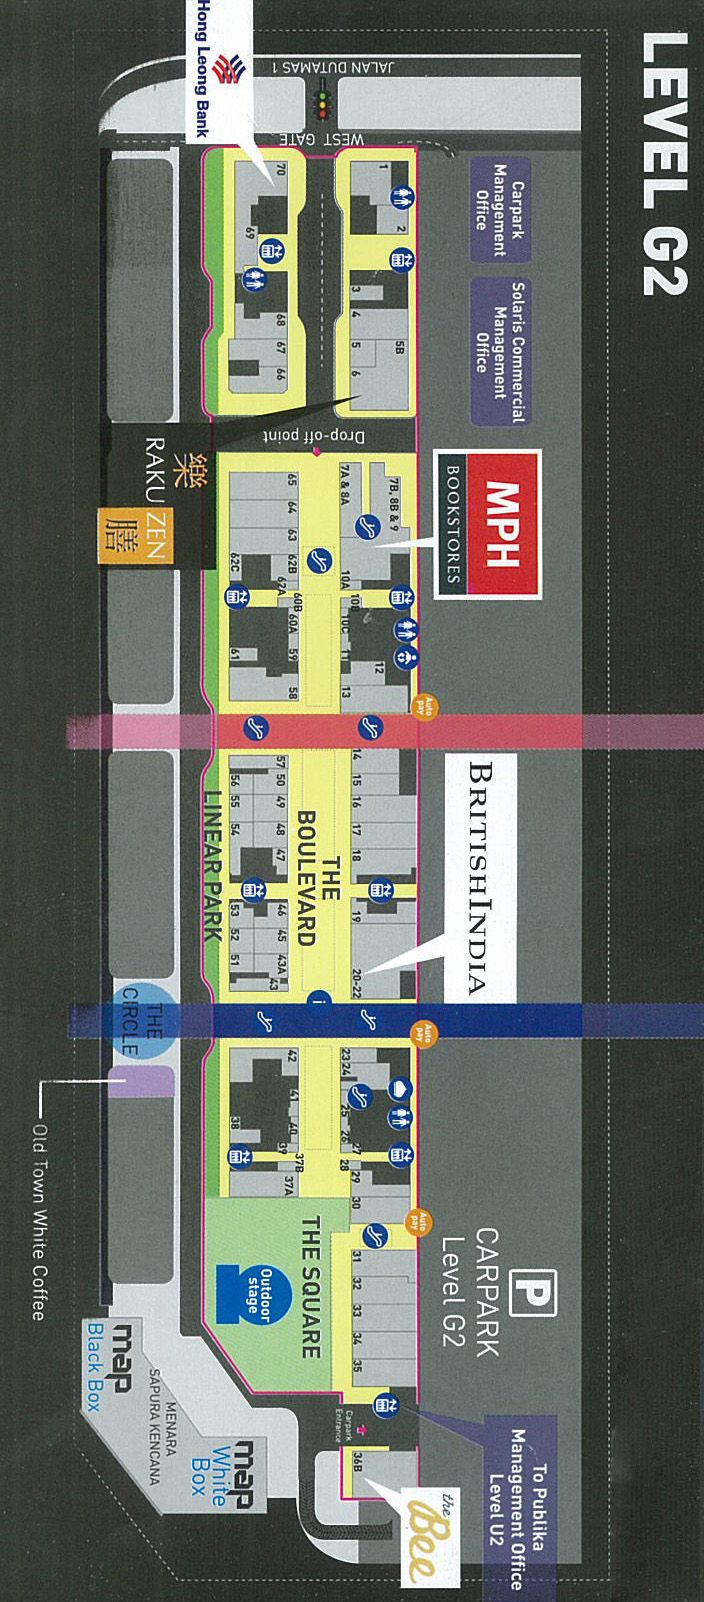 LEVEL G2
Carpark
Management
Office
Solaris Commercial
Management
Office
MPH
BOOKSTORES
BRITISHINDIA
P
CARPARK
Level G2
To Publika
Management Office
Level U2
the
Bee
Hong Leong Bank
JALAN DUTAMAS 1
WEST GATE
1
2
3
4
5
5B
6
70
69
68
67
66
Drop-off point
樂
RAKU ZEN
膳
7A & 8A
7B, 8B & 9
10A
10B
10C
11
12
13
65
64
63
62B
62C
62A
60B
60A
59
58
61
Auto
pay
14
15
16
17
18
19
20-22
THE
BOULEVARD
57
50
49
48
47
46
45
43A
43
56
55
54
53
52
51
LINEAR PARK
i
Auto
pay
23
24
25
26
27
28
29
30
42
41
40
39
38
37B
37A
Auto
pay
31
32
33
34
35
THE SQUARE
Outdoor
stage
Carpark
Entrance
36B
THE
CIRCLE
Old Town White Coffee
map
Black Box
MENARA
SAPURA KENCANA
map
White
Box